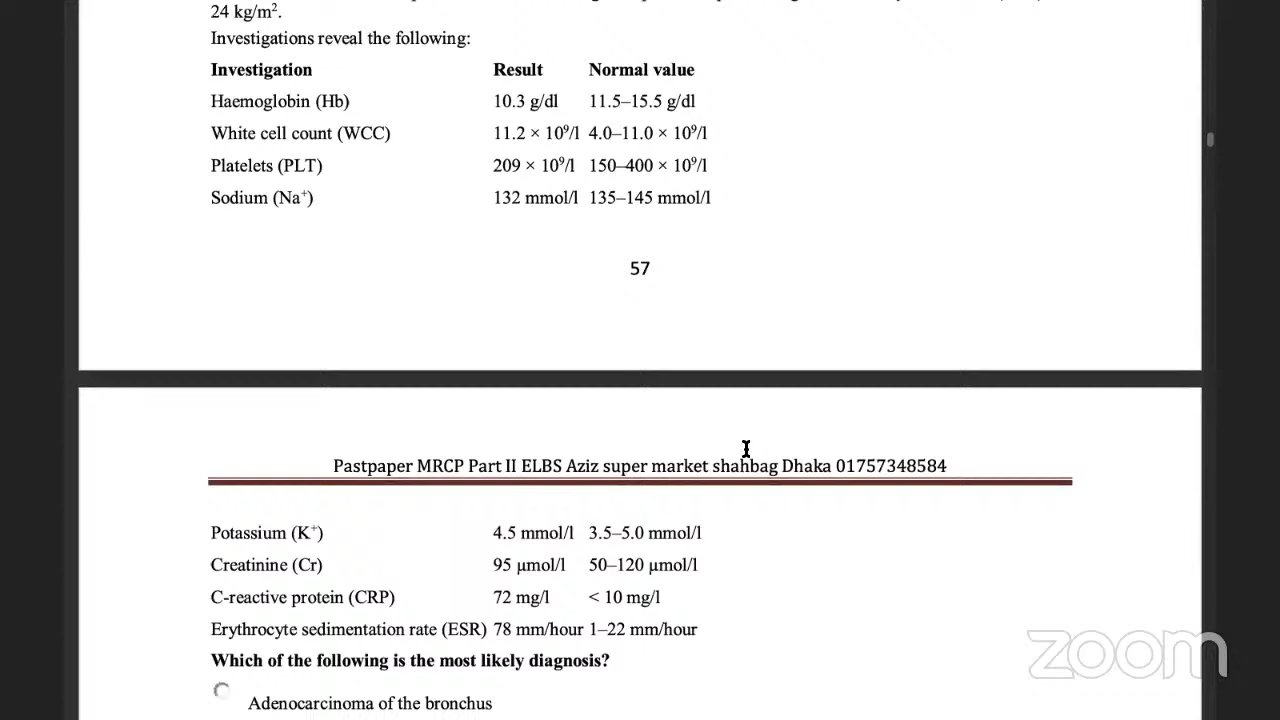 24 kg/m².
Investigations reveal the following:
Investigation Result Normal value
Haemoglobin (Hb) 10.3 g/dl 11.5–15.5 g/dl
White cell count (WCC) 11.2 × 10⁹/l 4.0–11.0 × 10⁹/l
Platelets (PLT) 209 × 10⁹/l 150–400 × 10⁹/l
Sodium (Na⁺) 132 mmol/l 135–145 mmol/l
57
Pastpaper MRCP Part II ELBS Aziz super market shahbag Dhaka 01757348584
Potassium (K⁺) 4.5 mmol/l 3.5–5.0 mmol/l
Creatinine (Cr) 95 µmol/l 50–120 µmol/l
C-reactive protein (CRP) 72 mg/l < 10 mg/l
Erythrocyte sedimentation rate (ESR) 78 mm/hour 1–22 mm/hour
Which of the following is the most likely diagnosis?
Adenocarcinoma of the bronchus
zoom